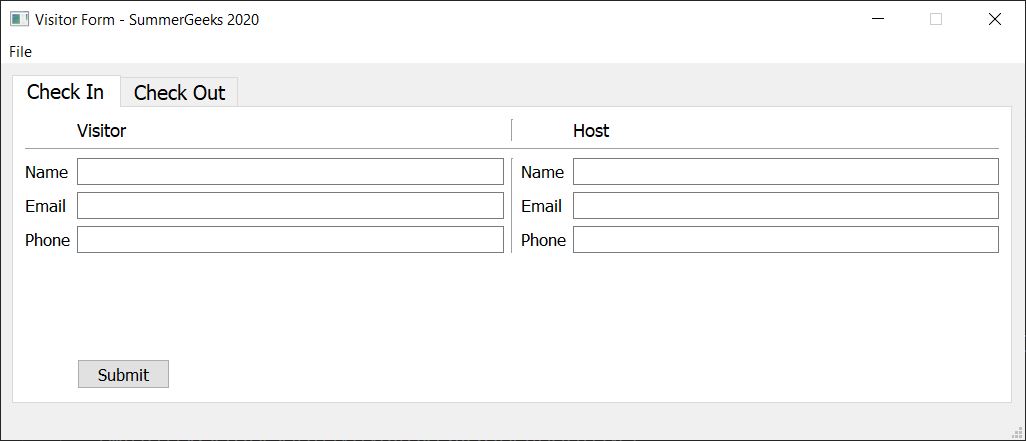 Visitor Form - SummerGeeks 2020
File
Check In Check Out
Visitor Host
Name Name
Email Email
Phone Phone
Submit